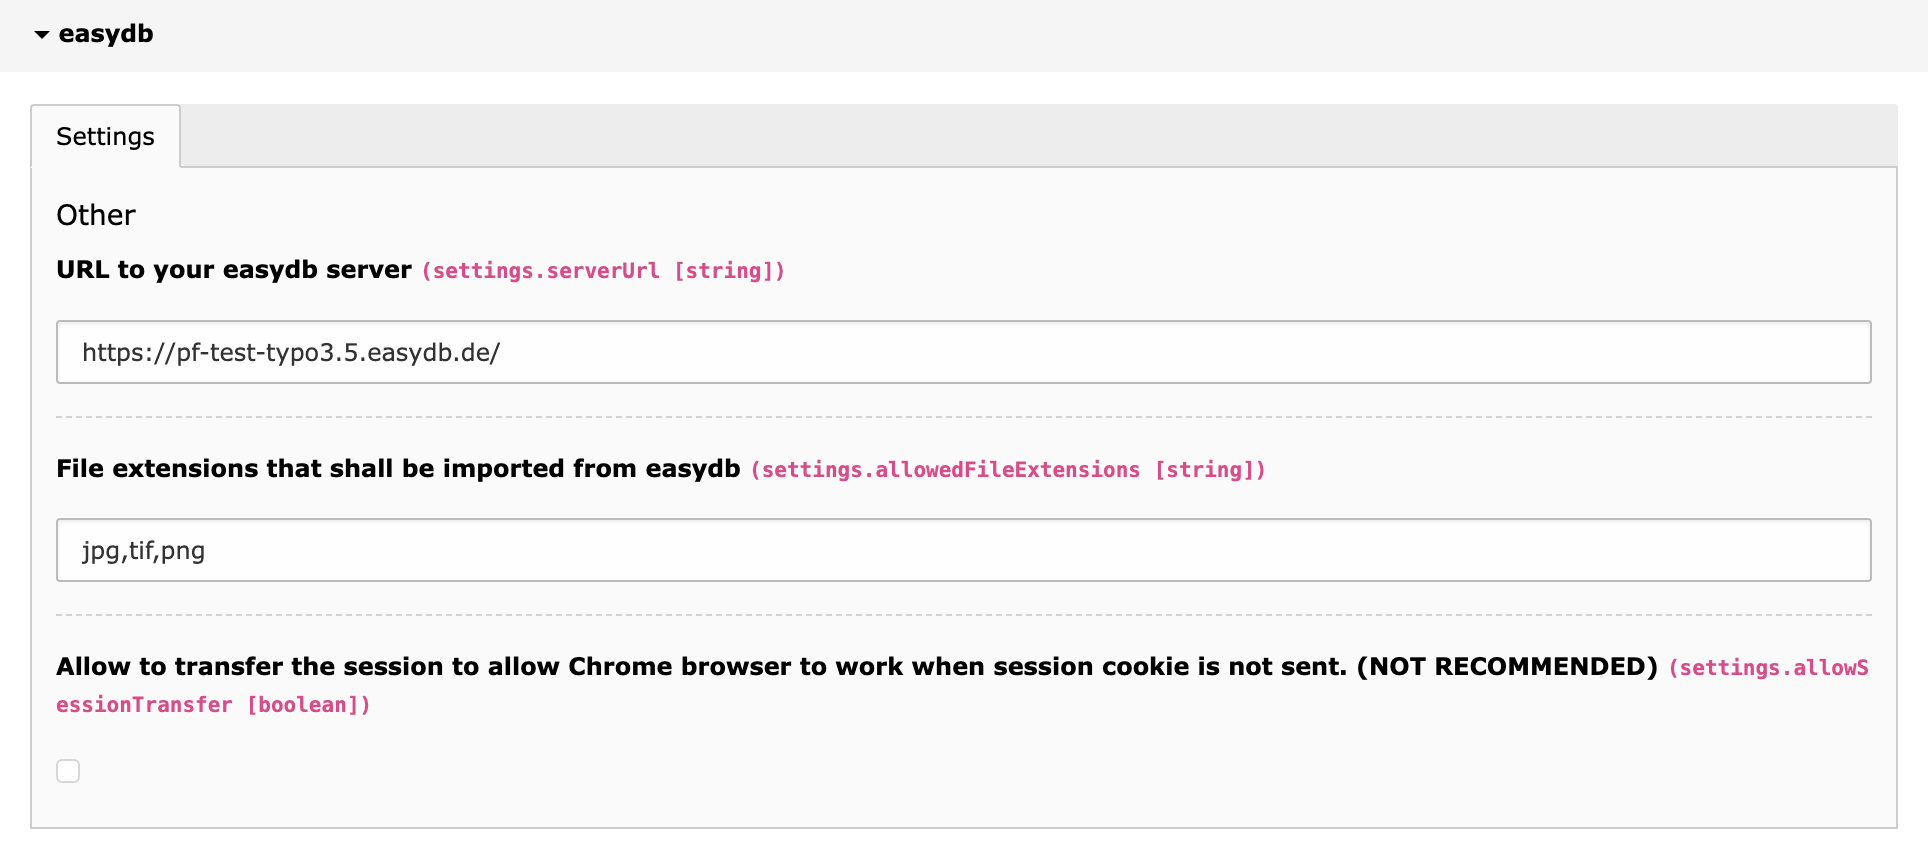 easydb
Settings
Other
URL to your easydb server (settings.serverUrl [string])
https://pf-test-typo3.5.easydb.de/
File extensions that shall be imported from easydb (settings.allowedFileExtensions [string])
jpg,tif,png
Allow to transfer the session to allow Chrome browser to work when session cookie is not sent. (NOT RECOMMENDED) (settings.allowS
essionTransfer [boolean])